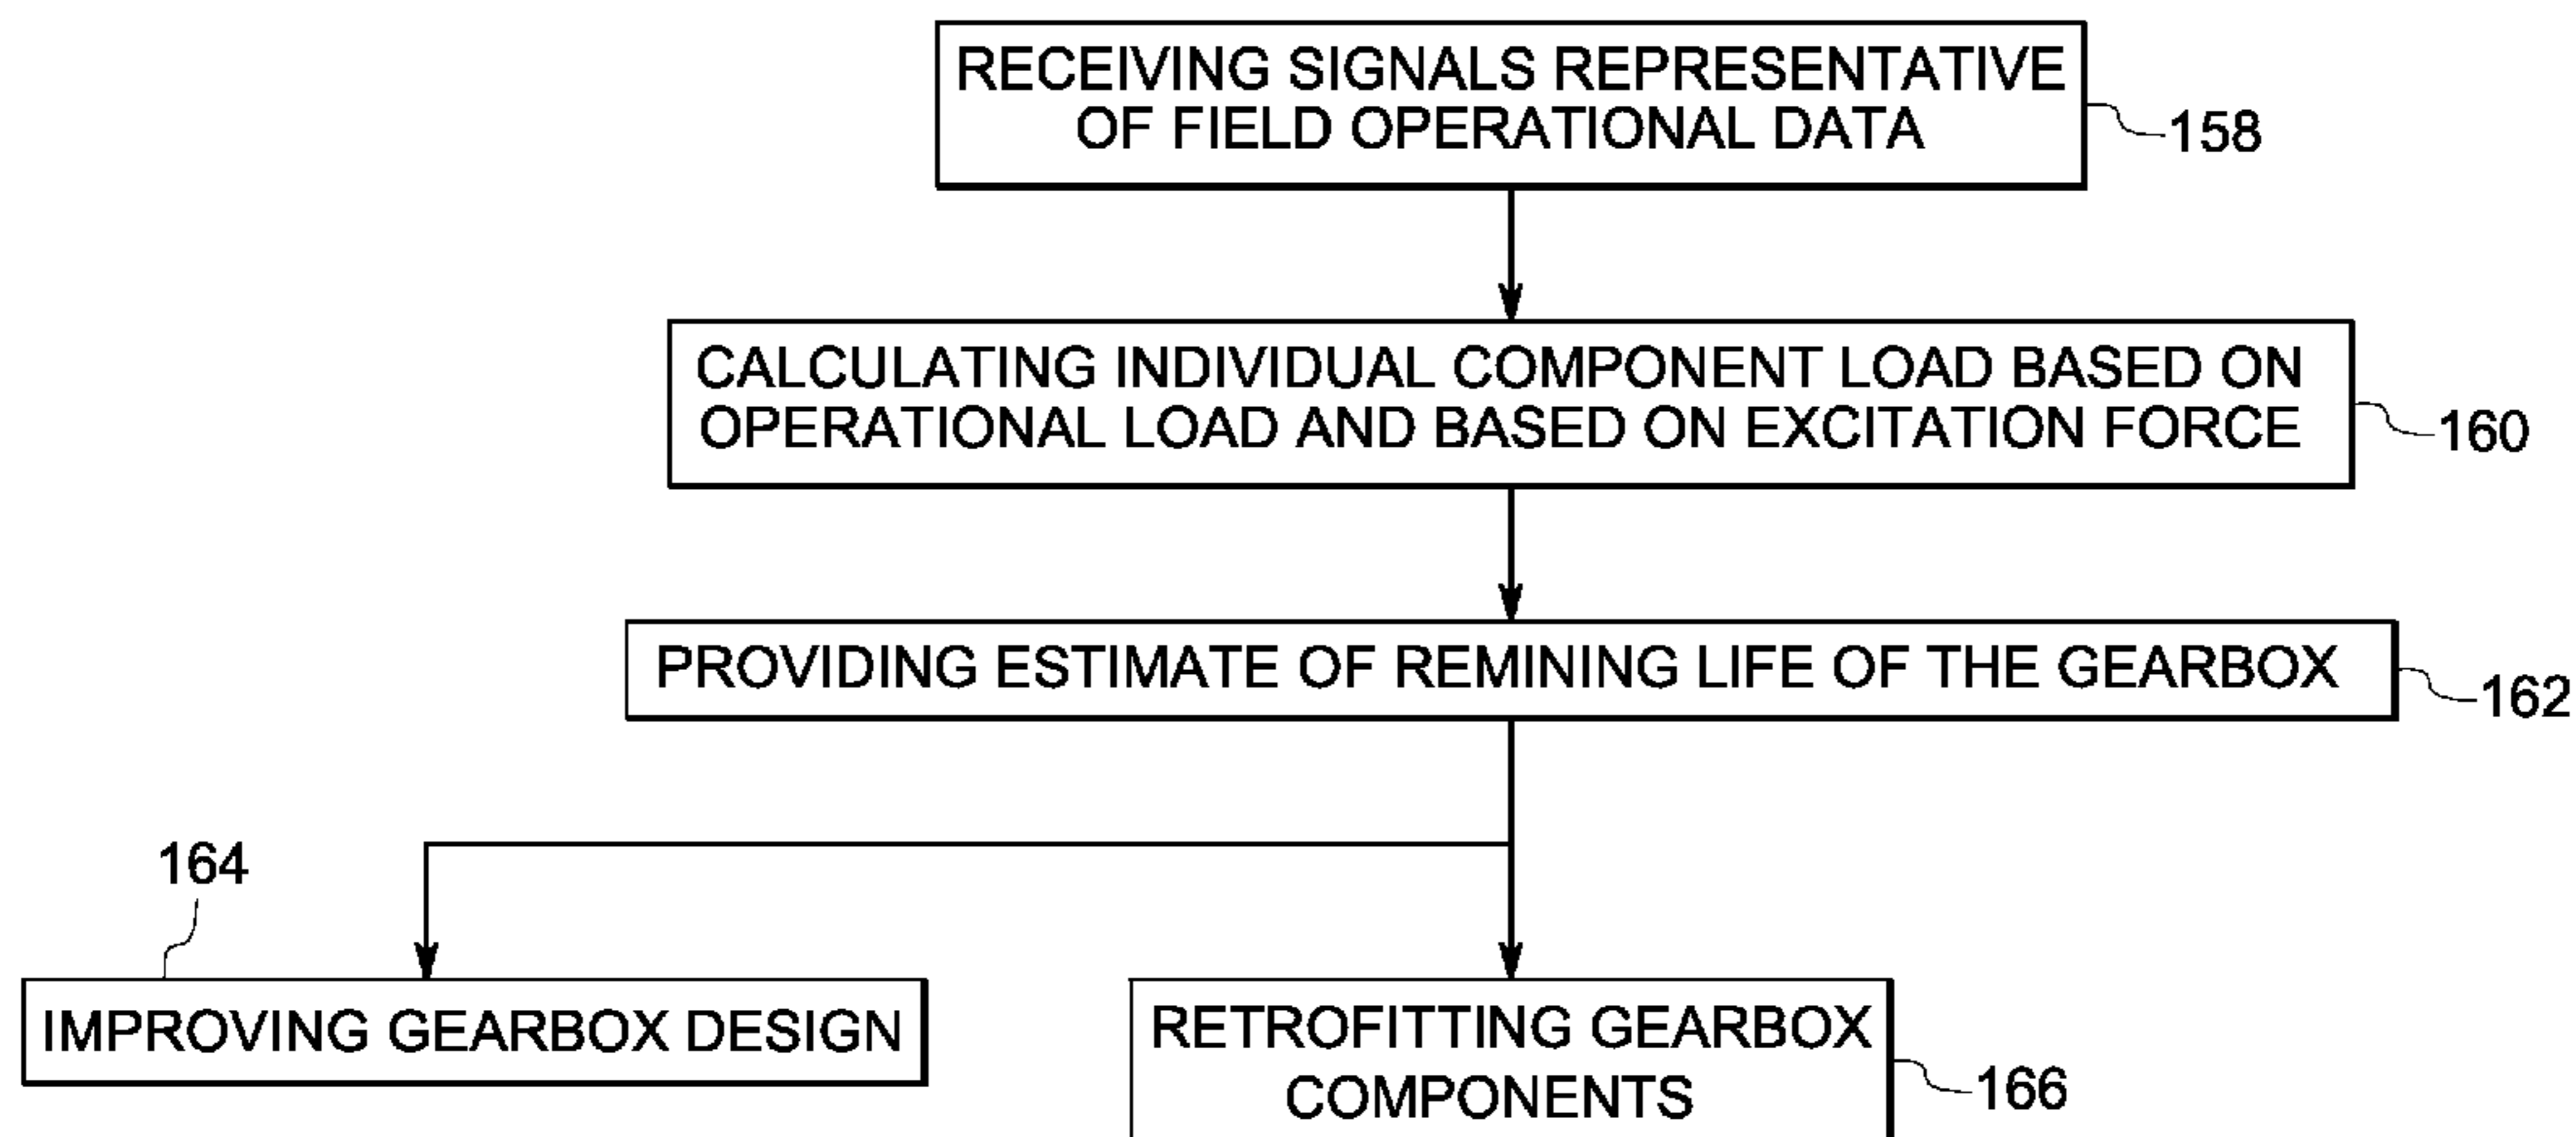 RECEIVING SIGNALS REPRESENTATIVE
OF FIELD OPERATIONAL DATA
158
CALCULATING INDIVIDUAL COMPONENT LOAD BASED ON
OPERATIONAL LOAD AND BASED ON EXCITATION FORCE
160
PROVIDING ESTIMATE OF REMINING LIFE OF THE GEARBOX
162
164
IMPROVING GEARBOX DESIGN
RETROFITTING GEARBOX
COMPONENTS
166